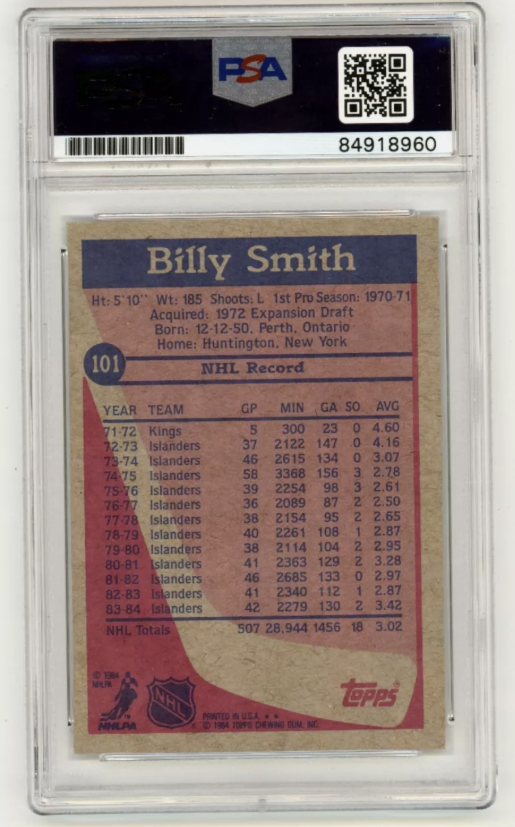 PSA
84918960
Billy Smith
Ht: 5'10" Wt: 185 Shoots: L 1st Pro Season: 1970-71
Acquired: 1972 Expansion Draft
Born: 12-12-50, Perth, Ontario
Home: Huntington, New York
101
NHL Record
YEAR TEAM GP MIN GA SO AVG
71-72 Kings 5 300 23 0 4.60
72-73 Islanders 37 2122 147 0 4.16
73-74 Islanders 46 2615 134 0 3.07
74-75 Islanders 58 3368 156 3 2.78
75-76 Islanders 39 2254 98 3 2.61
76-77 Islanders 36 2089 87 2 2.50
77-78 Islanders 38 2154 95 2 2.65
78-79 Islanders 40 2261 108 1 2.87
79-80 Islanders 38 2114 104 2 2.95
80-81 Islanders 41 2363 129 2 3.28
81-82 Islanders 46 2685 133 0 2.97
82-83 Islanders 41 2340 112 1 2.87
83-84 Islanders 42 2279 130 2 3.42
NHL Totals 507 28,944 1456 18 3.02
© 1984
NHLPA
NHLPA
NHL
topps
PRINTED IN U.S.A. * *
© 1984 TOPPS CHEWING GUM, INC.